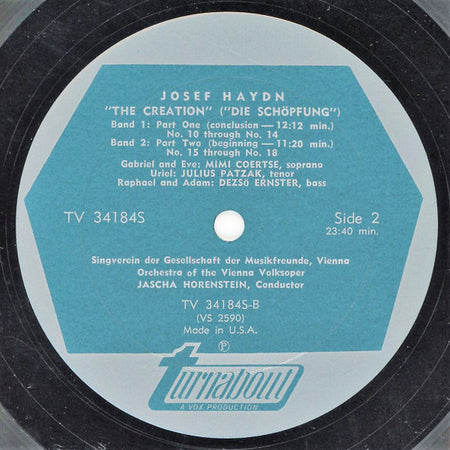 JOSEF HAYDN
"THE CREATION" ("DIE SCHÖPFUNG")
Band 1: Part One (conclusion — 12:12 min.)
No. 10 through No. 14
Band 2: Part Two (beginning — 11:20 min.)
No. 15 through No. 18
Gabriel and Eve: MIMI COERTSE, soprano
Uriel: JULIUS PATZAK, tenor
Raphael and Adam: DEZSö ERNSTER, bass
TV 34184S
Side 2
23:40 min.
Singverein der Gesellschaft der Musikfreunde, Vienna
Orchestra of the Vienna Volksoper
JASCHA HORENSTEIN, Conductor
TV 34184S-B
(VS 2590)
Made in U.S.A.
℗
turnabout
A VOX PRODUCTION